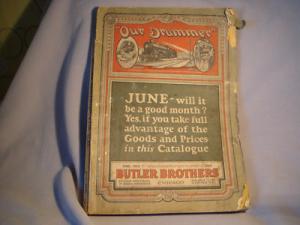 "Our Drummer"
JUNE - will it
be a good month?
Yes, if you take full
advantage of the
Goods and Prices
in this Catalogue
BUTLER BROTHERS
CHICAGO